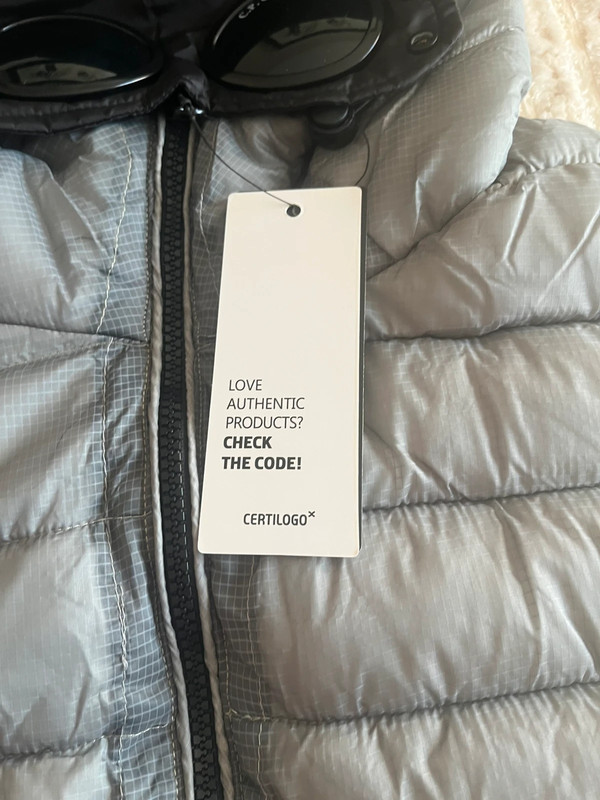 C.P.
LOVE
AUTHENTIC
PRODUCTS?
CHECK
THE CODE!
CERTILOGO×